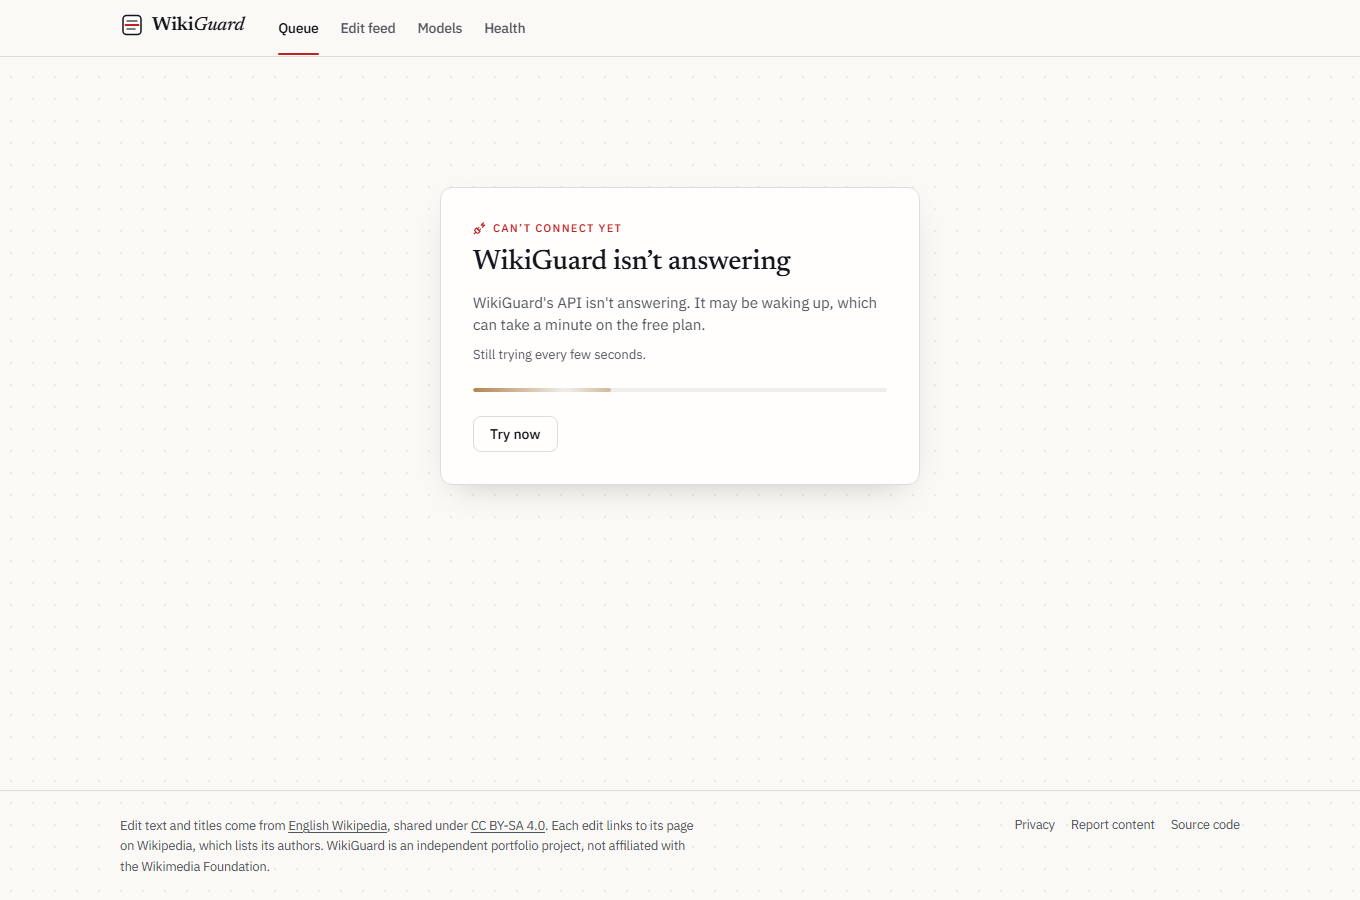 WikiGuard
Queue
Edit feed
Models
Health
CAN’T CONNECT YET
WikiGuard isn’t answering
WikiGuard's API isn't answering. It may be waking up, which
can take a minute on the free plan.
Still trying every few seconds.
Try now
Edit text and titles come from English Wikipedia, shared under CC BY-SA 4.0. Each edit links to its page
on Wikipedia, which lists its authors. WikiGuard is an independent portfolio project, not affiliated with
the Wikimedia Foundation.
Privacy
Report content
Source code